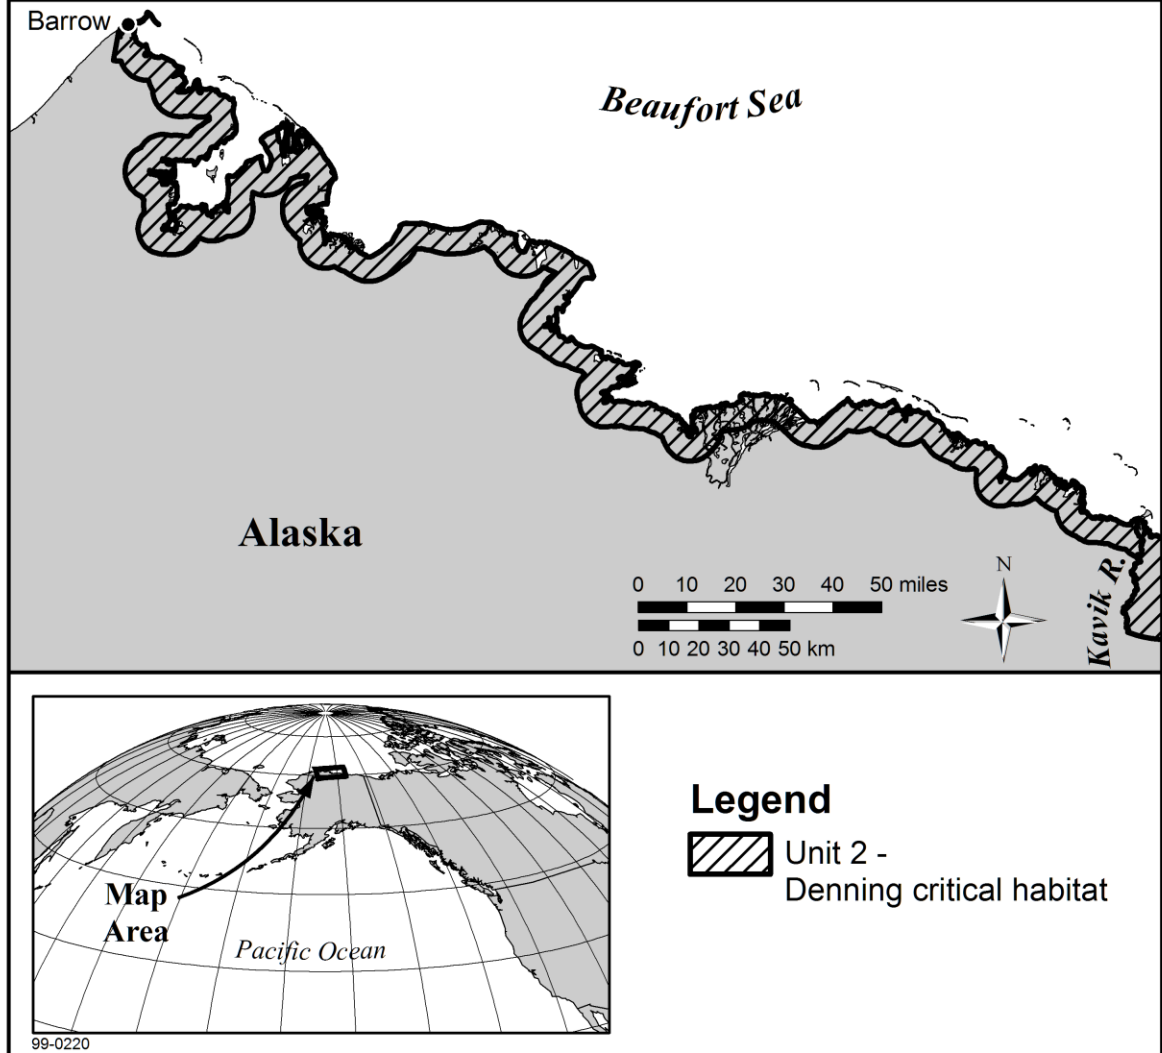 Barrow
Beaufort Sea
Alaska
Kavik R.
N
0 10 20 30 40 50 miles
0 10 20 30 40 50 km
Map
Area
Pacific Ocean
99-0220
Legend
Unit 2 -
Denning critical habitat